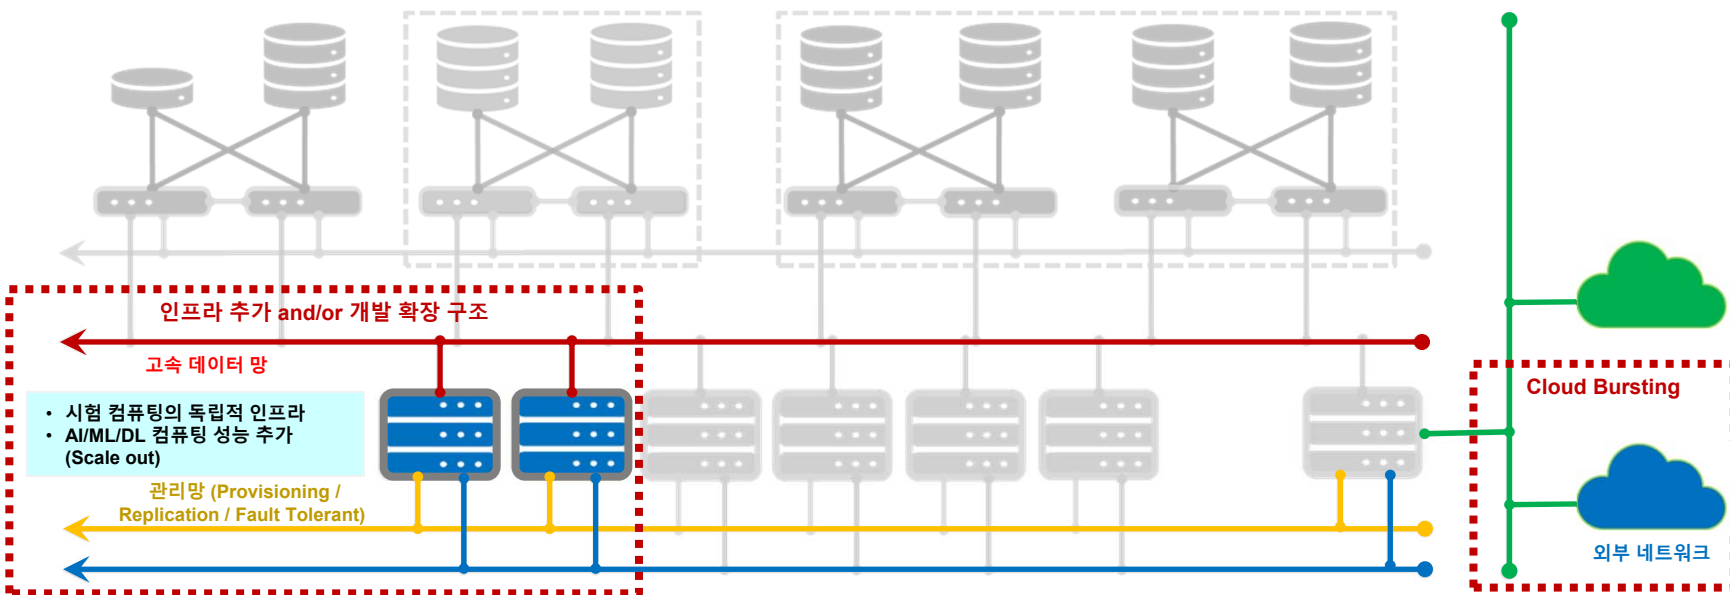 인프라 추가 and/or 개발 확장 구조
고속 데이터 망
• 시험 컴퓨팅의 독립적 인프라
• AI/ML/DL 컴퓨팅 성능 추가
(Scale out)
관리망 (Provisioning /
Replication / Fault Tolerant)
Cloud Bursting
외부 네트워크